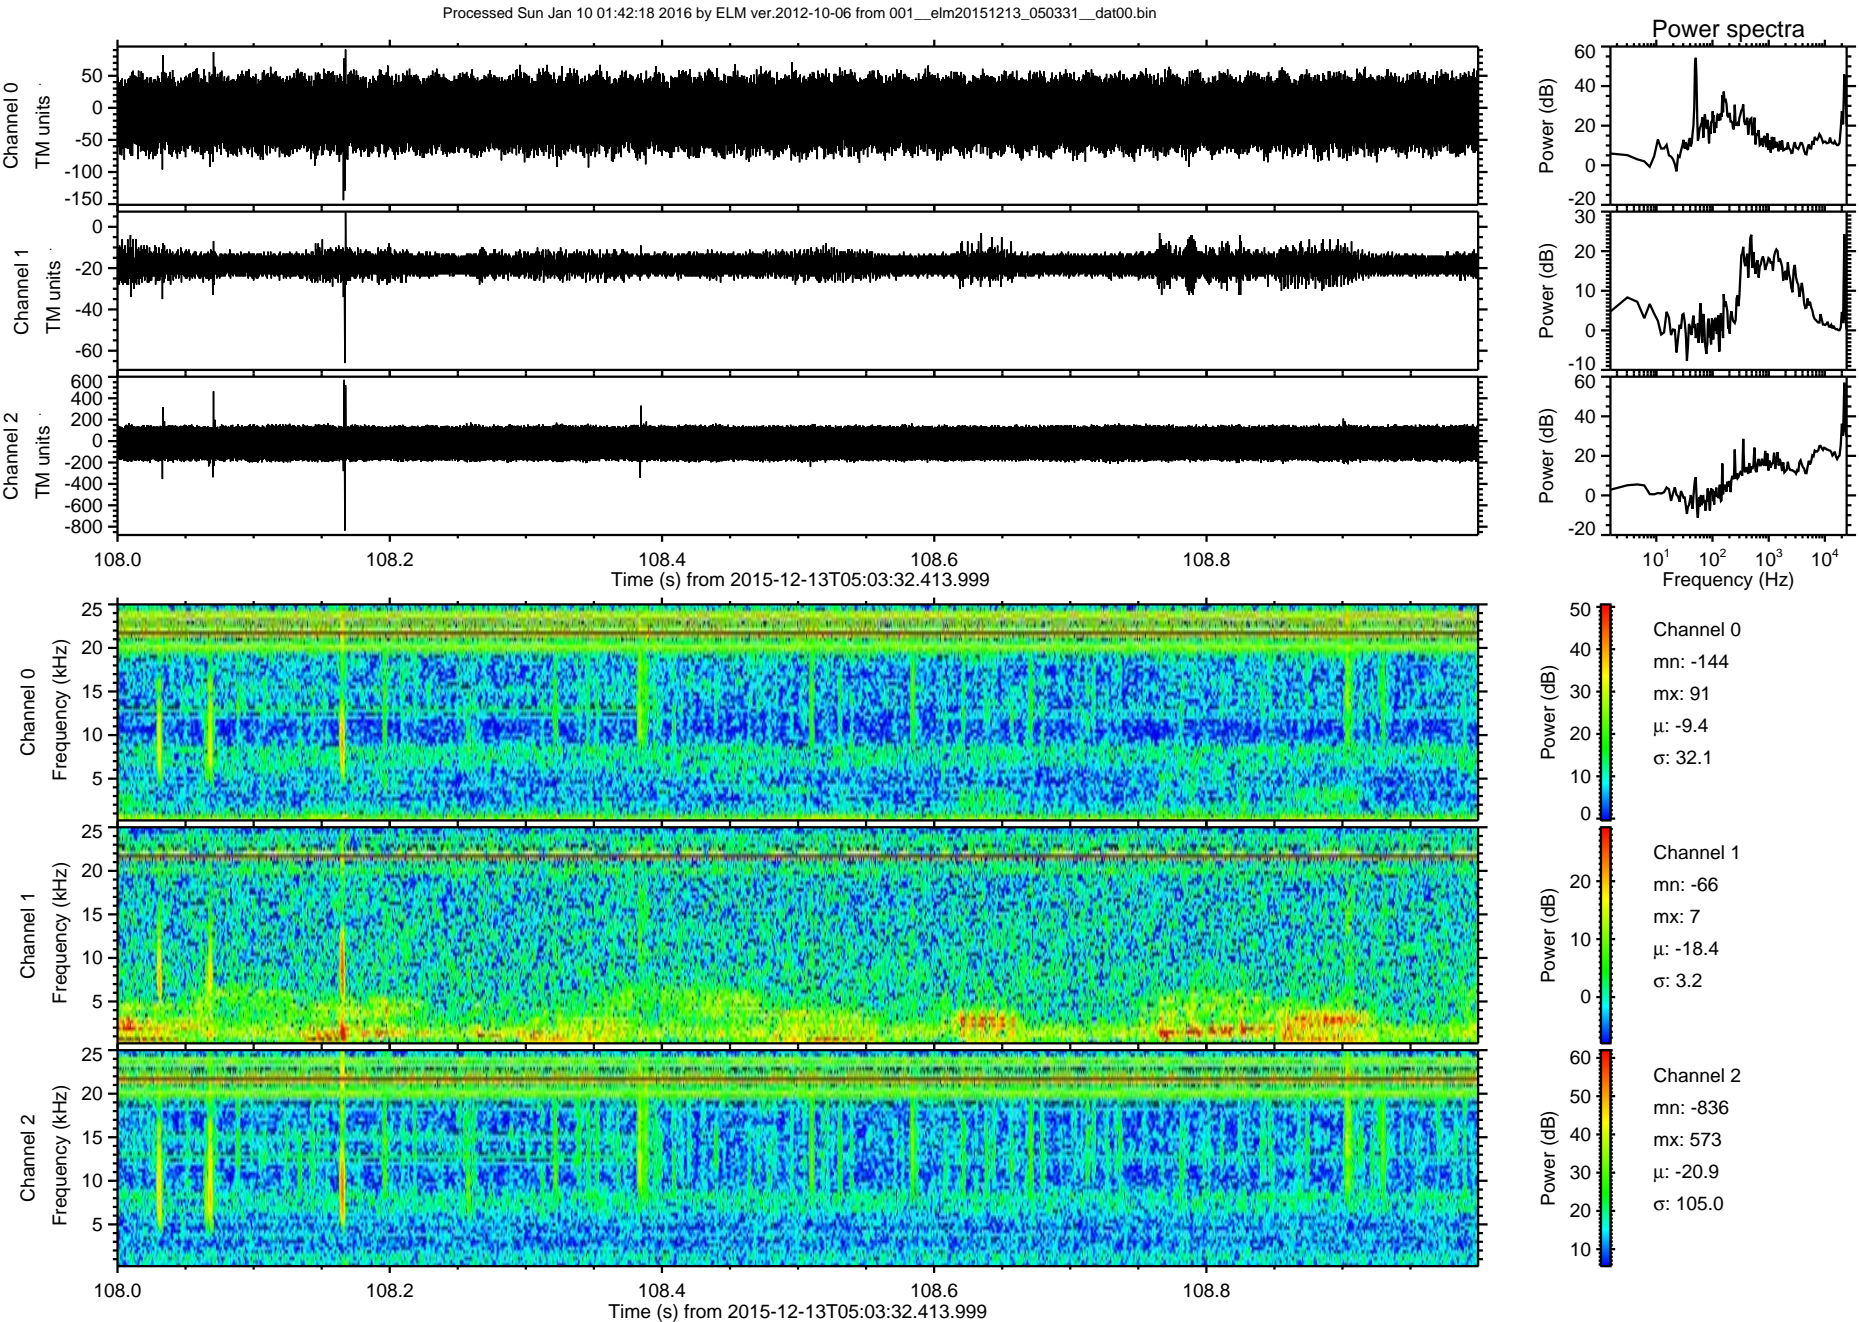 Processed Sun Jan 10 01:42:18 2016 by ELM ver.2012-10-06 from 001__elm20151213_050331__dat00.bin
Power spectra
Channel 0
TM units
50
0
-50
-100
-150
Power (dB)
60
40
20
0
-20
Channel 1
TM units
0
-20
-40
-60
Power (dB)
30
20
10
0
-10
Channel 2
TM units
600
400
200
0
-200
-400
-600
-800
Power (dB)
60
40
20
0
-20
108.0 108.2 108.4 108.6 108.8
Time (s) from 2015-12-13T05:03:32.413.999
10¹ 10² 10³ 10⁴
Frequency (Hz)
Channel 0
Frequency (kHz)
25
20
15
10
5
Power (dB)
50
40
30
20
10
0
Channel 0
mn: -144
mx: 91
μ: -9.4
σ: 32.1
Channel 1
Frequency (kHz)
25
20
15
10
5
Power (dB)
20
10
0
Channel 1
mn: -66
mx: 7
μ: -18.4
σ: 3.2
Channel 2
Frequency (kHz)
25
20
15
10
5
Power (dB)
60
50
40
30
20
10
Channel 2
mn: -836
mx: 573
μ: -20.9
σ: 105.0
108.0 108.2 108.4 108.6 108.8
Time (s) from 2015-12-13T05:03:32.413.999